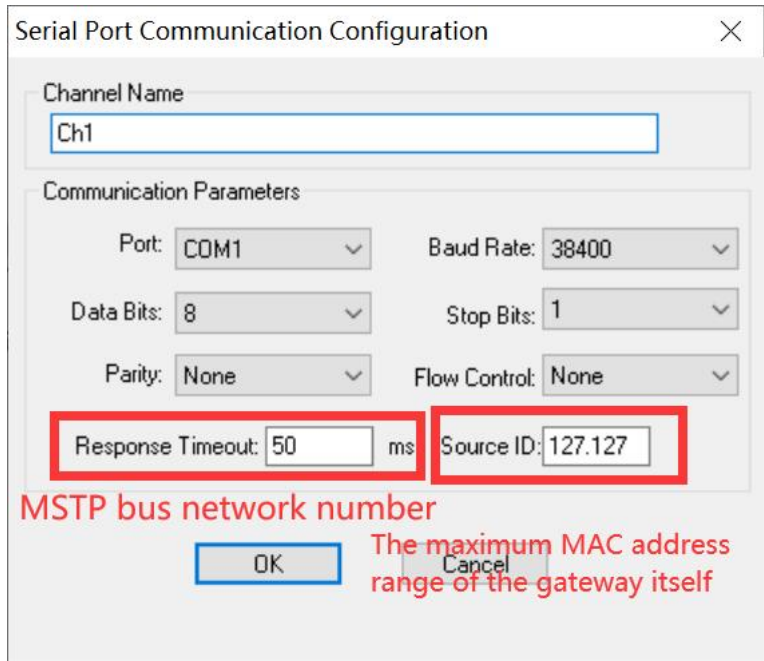 Serial Port Communication Configuration
Channel Name
Ch1
Communication Parameters
Port: COM1 Baud Rate: 38400
Data Bits: 8 Stop Bits: 1
Parity: None Flow Control: None
Response Timeout: 50 ms Source ID: 127.127
MSTP bus network number
The maximum MAC address
range of the gateway itself
OK Cancel